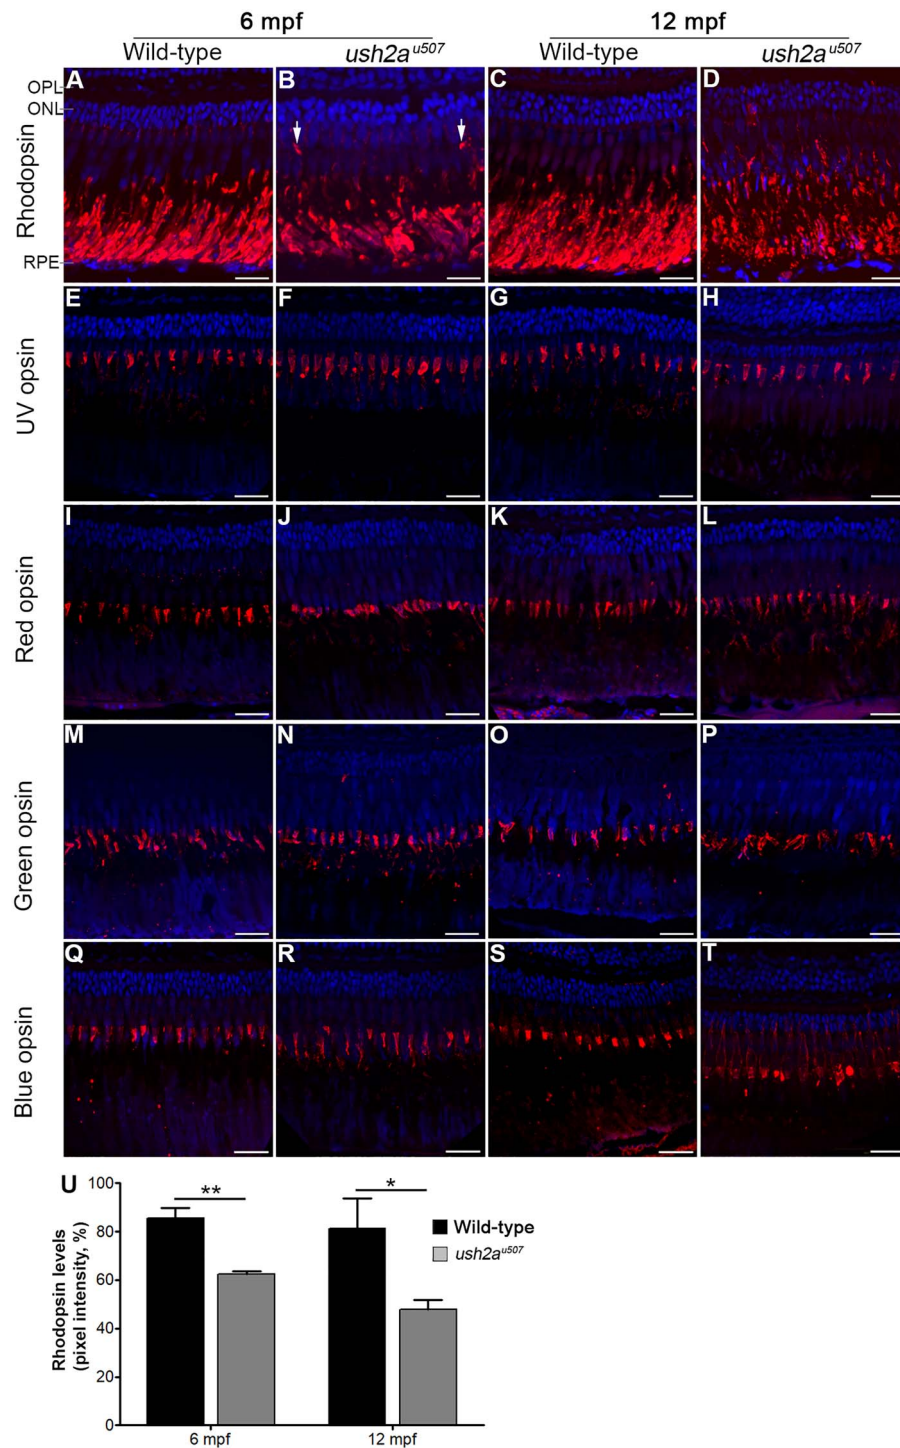 6 mpf
12 mpf
Wild-type
ush2a^u507
Wild-type
ush2a^u507
A
B
C
D
OPL
ONL
RPE
Rhodopsin
E
F
G
H
UV opsin
I
J
K
L
Red opsin
M
N
O
P
Green opsin
Q
R
S
T
Blue opsin
U
Rhodopsin levels
(pixel intensity, %)
100
80
60
40
20
0
**
*
Wild-type
ush2a^u507
6 mpf
12 mpf